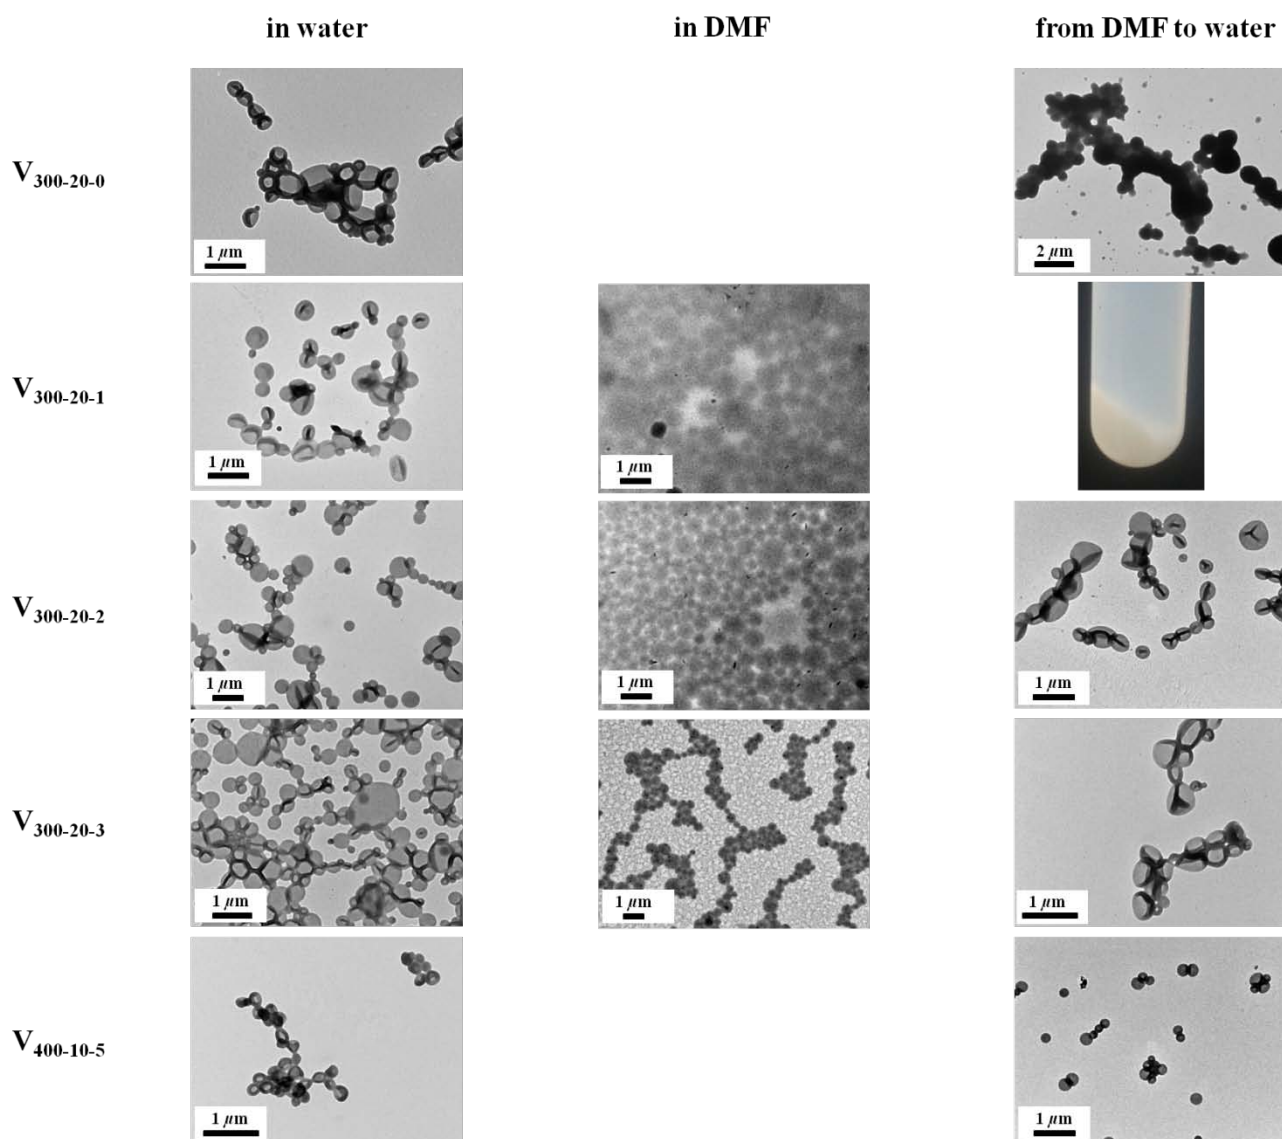 in water in DMF from DMF to water
V300-20-0
1 µm 2 µm
V300-20-1
1 µm 1 µm
V300-20-2
1 µm 1 µm 1 µm
V300-20-3
1 µm 1 µm 1 µm
V400-10-5
1 µm 1 µm